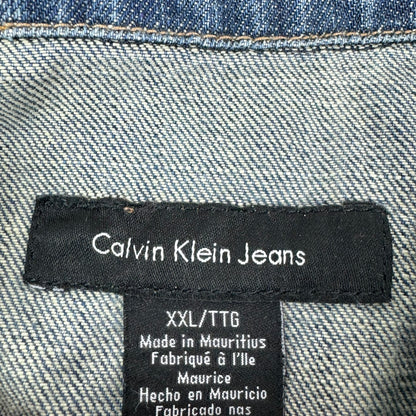 Calvin Klein Jeans
XXL/TTG
Made in Mauritius
Fabriqué à l'Ile
Maurice
Hecho en Mauricio
Fabricado nas